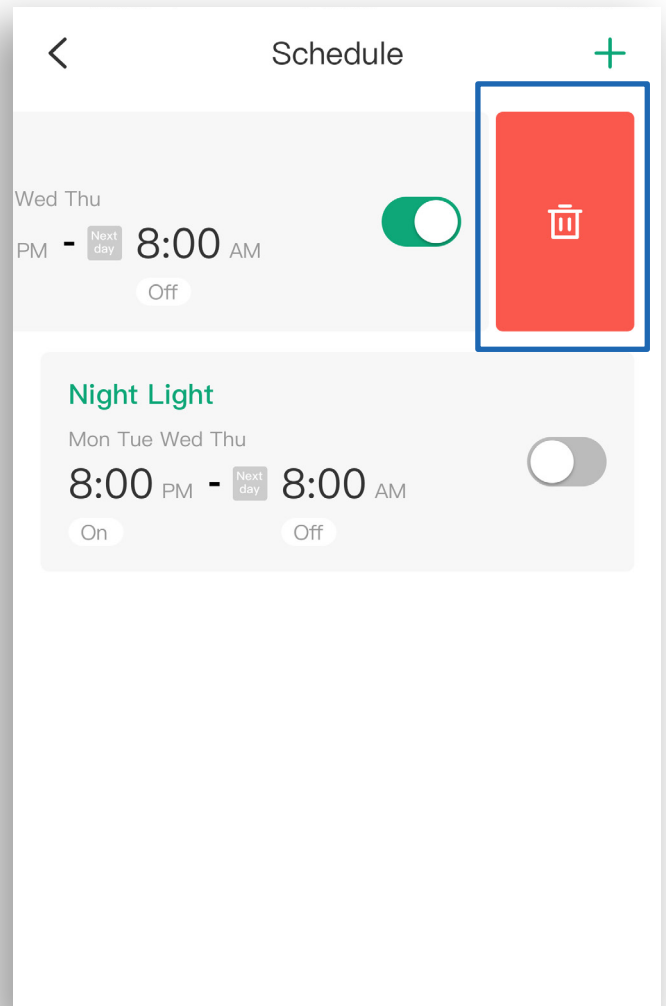 Schedule
Wed Thu
PM - Next day 8:00 AM
Off
Night Light
Mon Tue Wed Thu
8:00 PM - Next day 8:00 AM
On Off